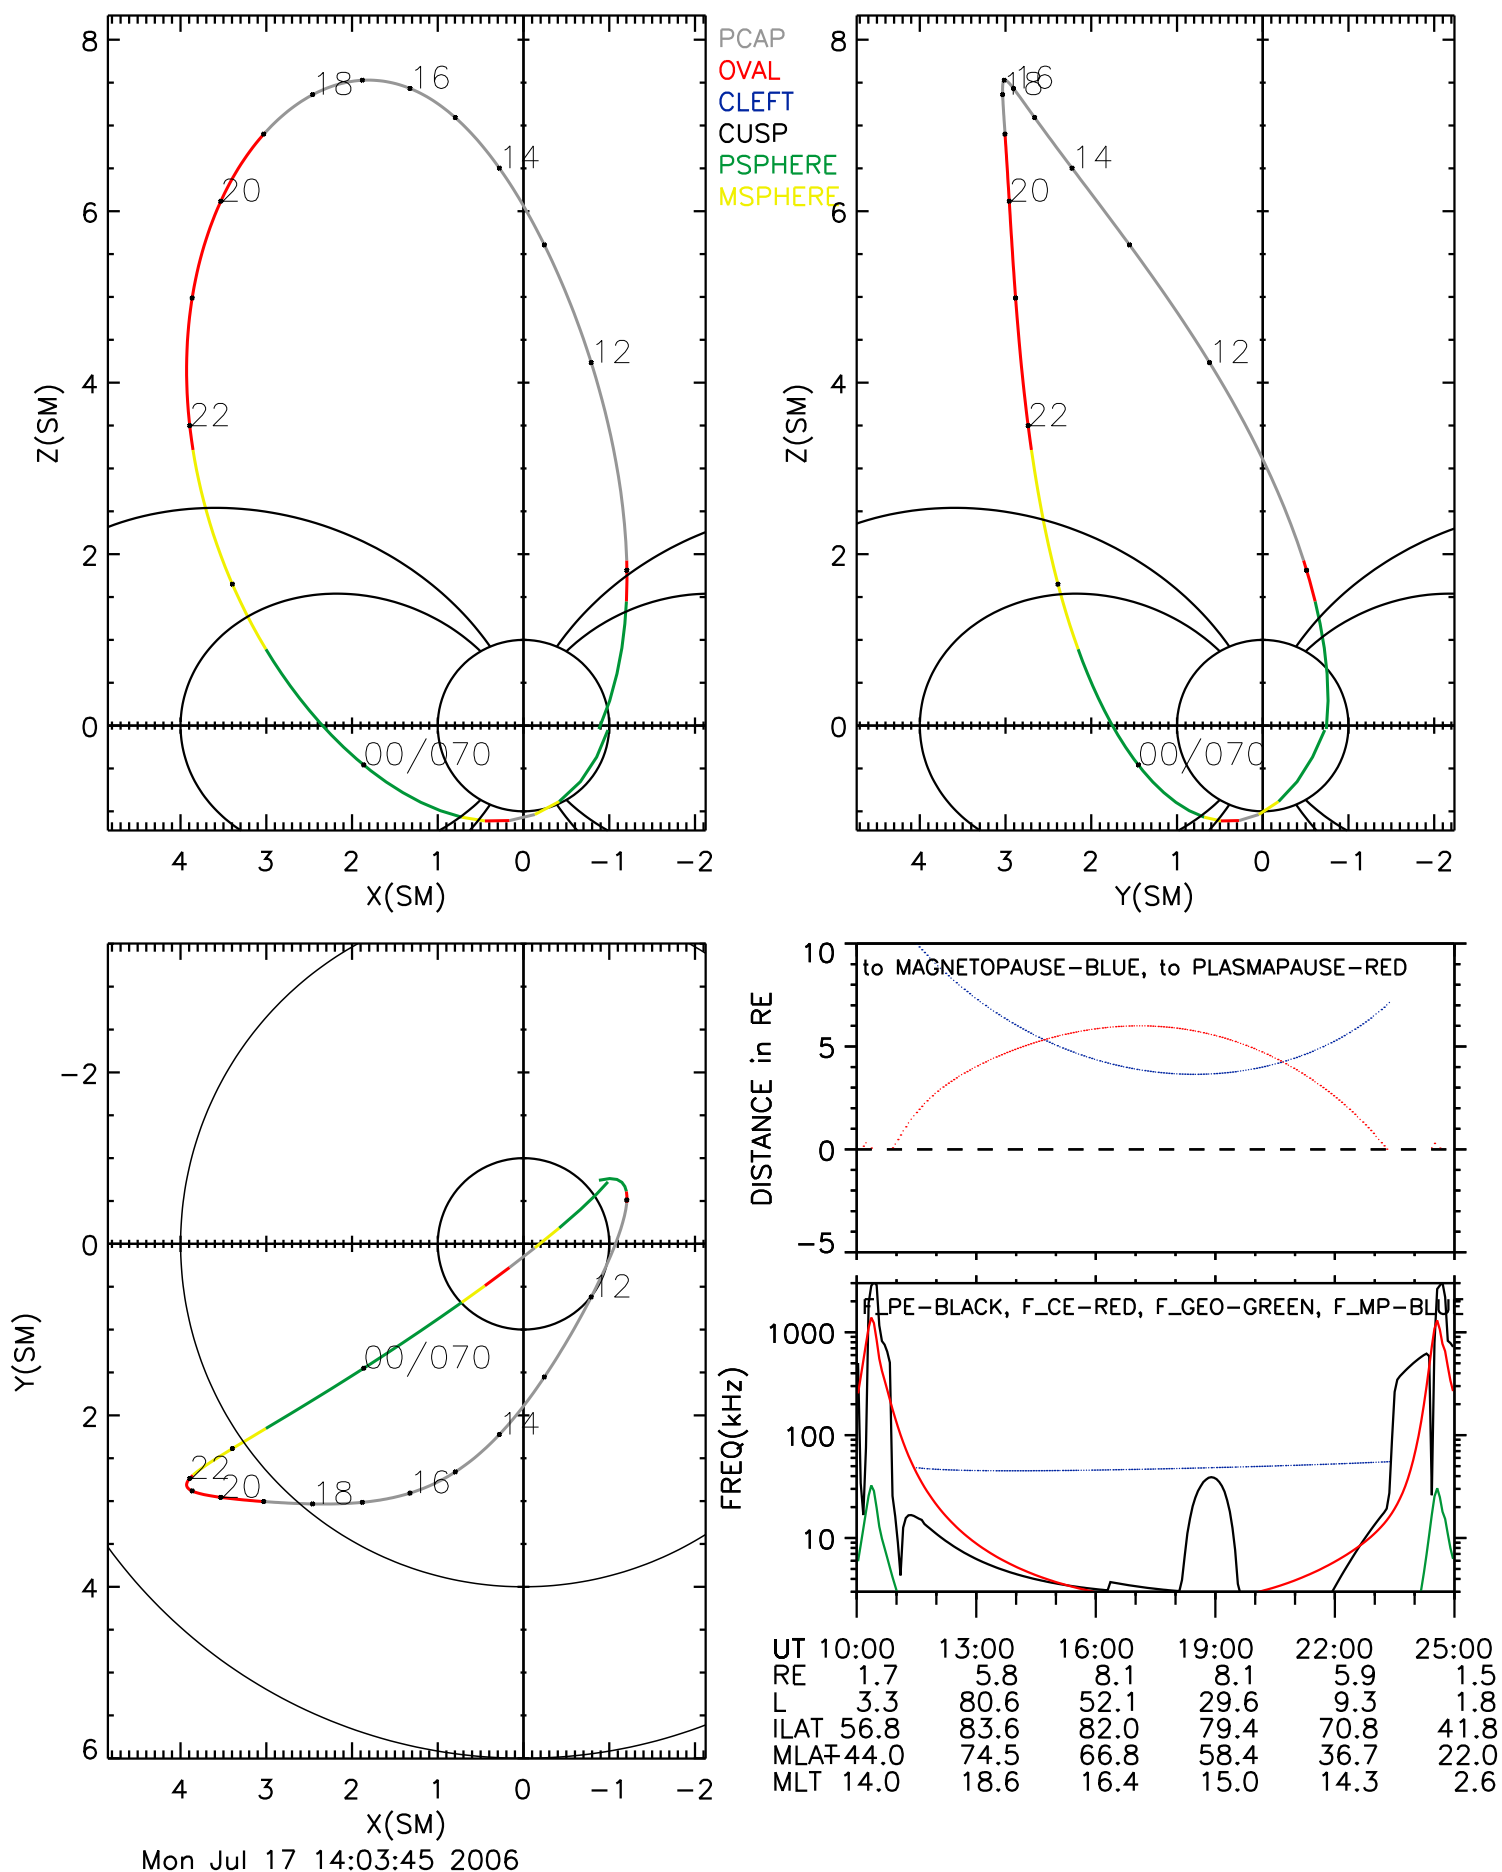 PCAP
OVAL
CLEFT
CUSP
PSPHERE
MSPHERE
8
6
4
2
0
Z(SM)
18
16
14
20
12
22
00/070
4 3 2 1 0 -1 -2
X(SM)
8
6
4
2
0
Z(SM)
18
16
14
20
12
22
00/070
4 3 2 1 0 -1 -2
Y(SM)
-2
0
2
4
6
Y(SM)
12
00/070
14
22
20
18
16
4 3 2 1 0 -1 -2
X(SM)
10
5
0
-5
DISTANCE in RE
to MAGNETOPAUSE-BLUE, to PLASMAPAUSE-RED
1000
100
10
FREQ(kHz)
F_PE-BLACK, F_CE-RED, F_GEO-GREEN, F_MP-BLU
UT 10:00 13:00 16:00 19:00 22:00 25:00
RE 1.7 5.8 8.1 8.1 5.9 1.5
L 3.3 80.6 52.1 29.6 9.3 1.8
ILAT 56.8 83.6 82.0 79.4 70.8 41.8
MLAT-44.0 74.5 66.8 58.4 36.7 22.0
MLT 14.0 18.6 16.4 15.0 14.3 2.6
Mon Jul 17 14:03:45 2006